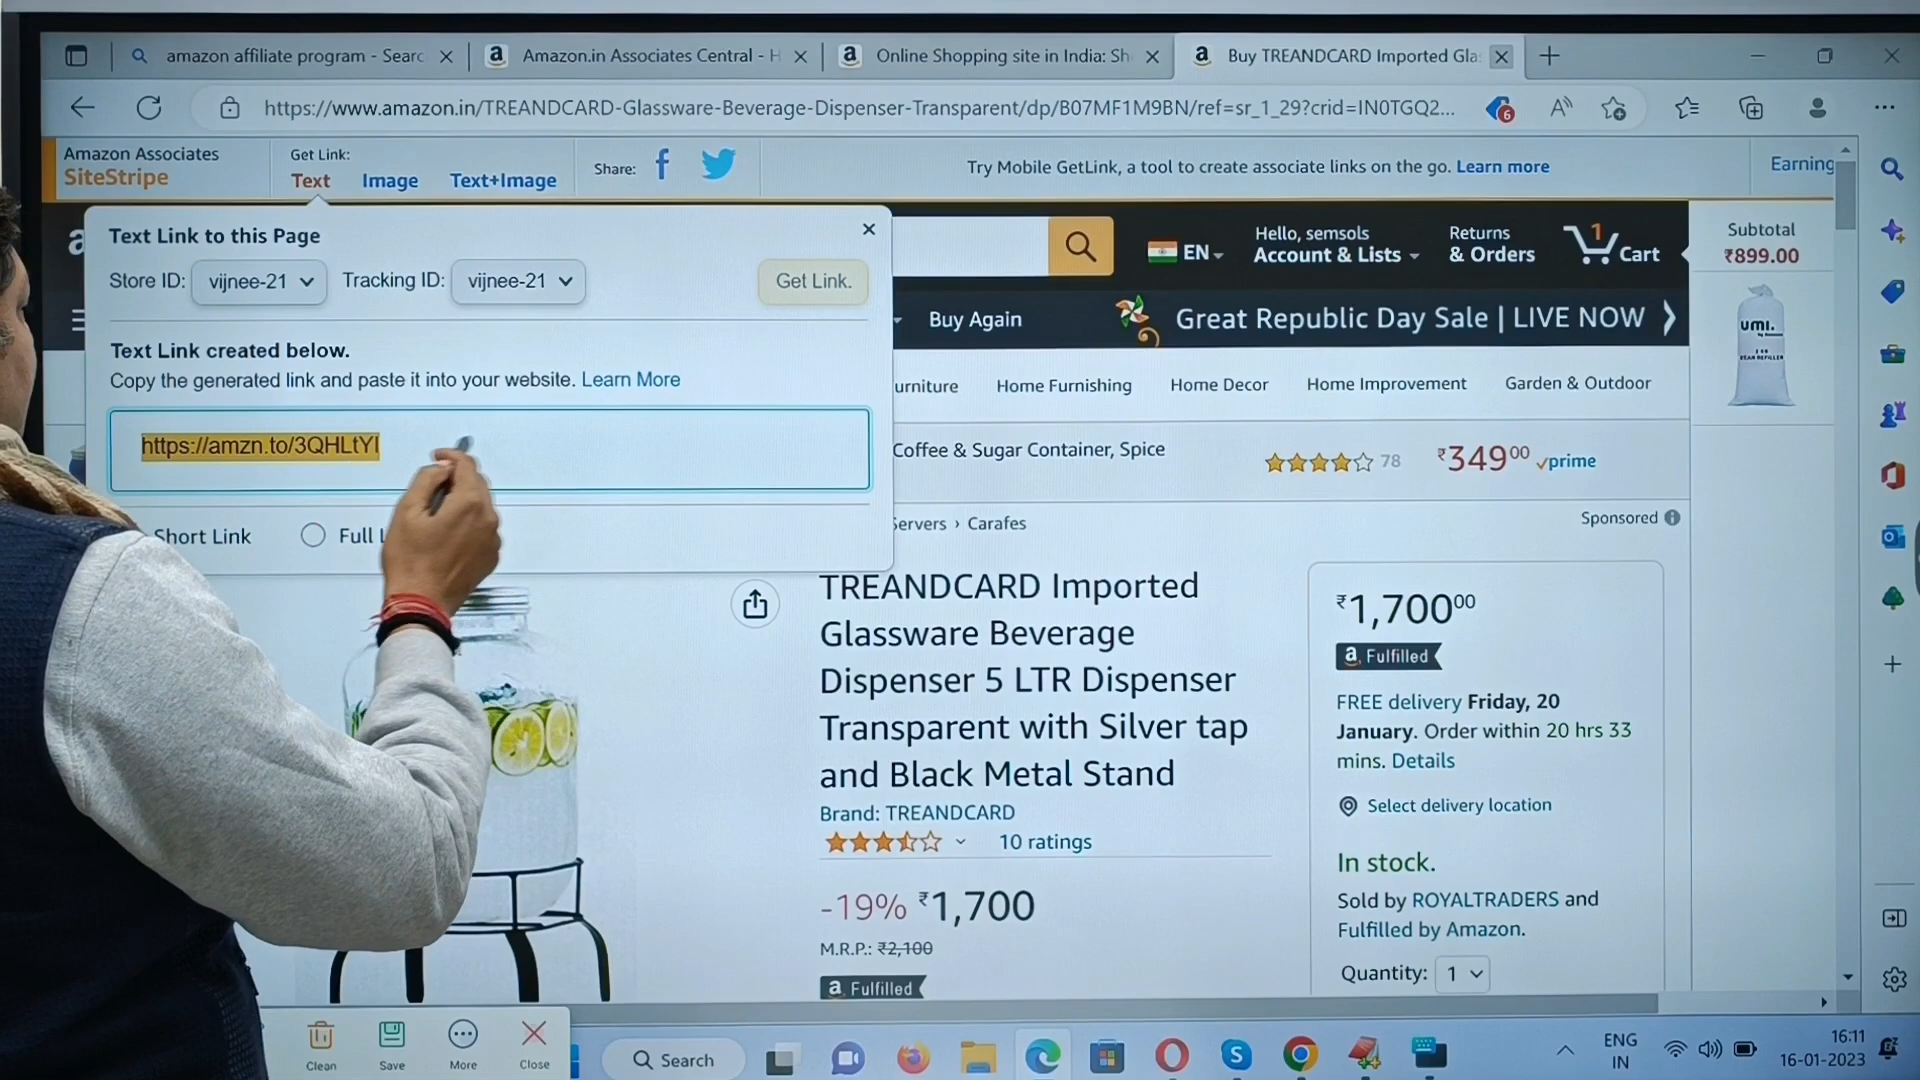 amazon affiliate program - Searc
Amazon.in Associates Central - H
Online Shopping site in India: Sh
Buy TREANDCARD Imported Gla
https://www.amazon.in/TREANDCARD-Glassware-Beverage-Dispenser-Transparent/dp/B07MF1M9BN/ref=sr_1_29?crid=IN0TGQ2...
6
Amazon Associates
SiteStripe
Get Link:
Text Image Text+Image
Share:
Try Mobile GetLink, a tool to create associate links on the go. Learn more
Earning
Text Link to this Page
Store ID: vijnee-21 Tracking ID: vijnee-21 Get Link.
Text Link created below.
Copy the generated link and paste it into your website. Learn More
https://amzn.to/3QHLtYI
Short Link Full L
EN
Hello, semsols
Account & Lists
Returns
& Orders
1
Cart
Subtotal
₹899.00
umi.
Buy Again
Great Republic Day Sale | LIVE NOW
urniture Home Furnishing Home Decor Home Improvement Garden & Outdoor
Coffee & Sugar Container, Spice
78
₹34900 prime
Servers › Carafes
Sponsored
TREANDCARD Imported
Glassware Beverage
Dispenser 5 LTR Dispenser
Transparent with Silver tap
and Black Metal Stand
Brand: TREANDCARD
10 ratings
-19% ₹1,700
M.R.P.: ₹2,100
a Fulfilled
₹1,70000
a Fulfilled
FREE delivery Friday, 20
January. Order within 20 hrs 33
mins. Details
Select delivery location
In stock.
Sold by ROYALTRADERS and
Fulfilled by Amazon.
Quantity: 1
Clean Save More Close
Search
ENG
IN
16:11
16-01-2023